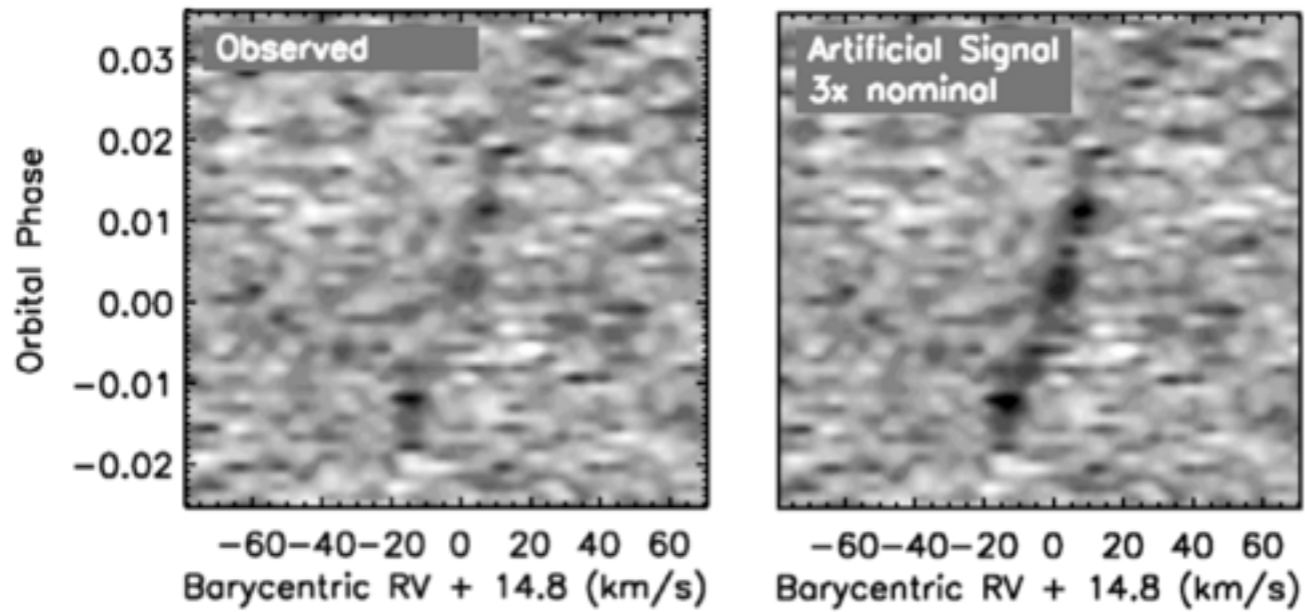 Observed
Artificial Signal
3x nominal
Orbital Phase
0.03
0.02
0.01
0.00
−0.01
−0.02
−60−40−20 0 20 40 60
Barycentric RV + 14.8 (km/s)
−60−40−20 0 20 40 60
Barycentric RV + 14.8 (km/s)